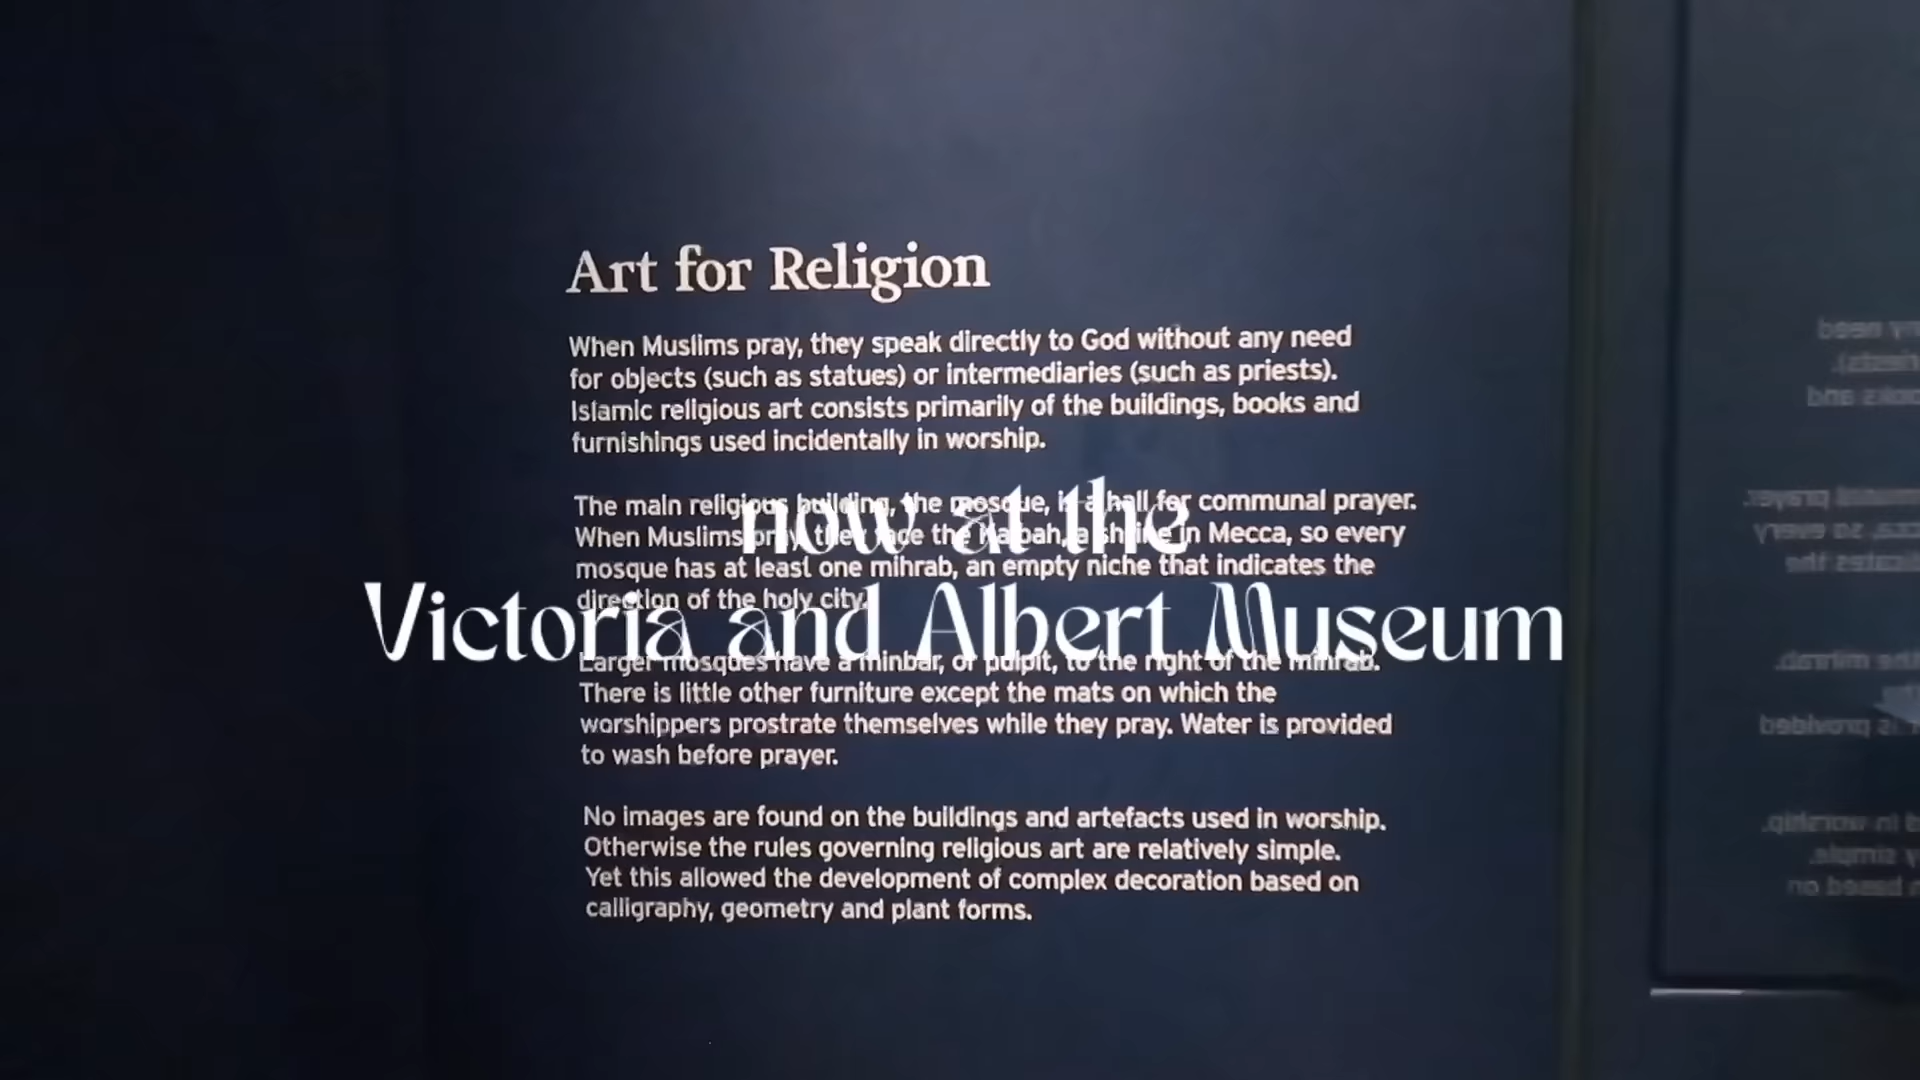 Art for Religion
When Muslims pray, they speak directly to God without any need
for objects (such as statues) or intermediaries (such as priests).
Islamic religious art consists primarily of the buildings, books and
furnishings used incidentally in worship.
The main religious building, the mosque, is a hall for communal prayer.
When Muslims pray they face the Ka'bah, a shrine in Mecca, so every
mosque has at least one mihrab, an empty niche that indicates the
direction of the holy city.
now at the
Victoria and Albert Museum
Larger mosques have a minbar, or pulpit, to the right of the mihrab.
There is little other furniture except the mats on which the
worshippers prostrate themselves while they pray. Water is provided
to wash before prayer.
No images are found on the buildings and artefacts used in worship.
Otherwise the rules governing religious art are relatively simple.
Yet this allowed the development of complex decoration based on
calligraphy, geometry and plant forms.